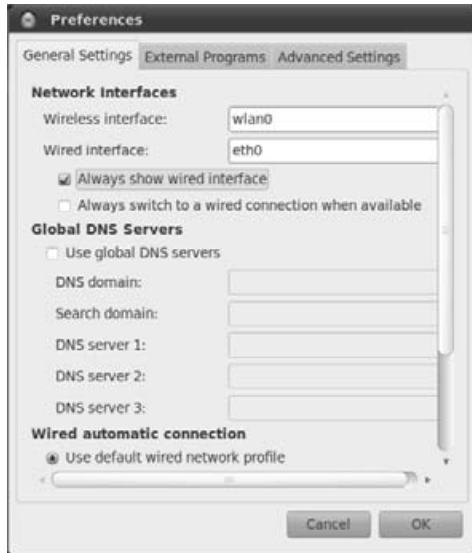 Preferences
General Settings External Programs Advanced Settings
Network Interfaces
Wireless interface: wlan0
Wired interface: eth0
Always show wired interface
Always switch to a wired connection when available
Global DNS Servers
Use global DNS servers
DNS domain:
Search domain:
DNS server 1:
DNS server 2:
DNS server 3:
Wired automatic connection
Use default wired network profile
Cancel OK